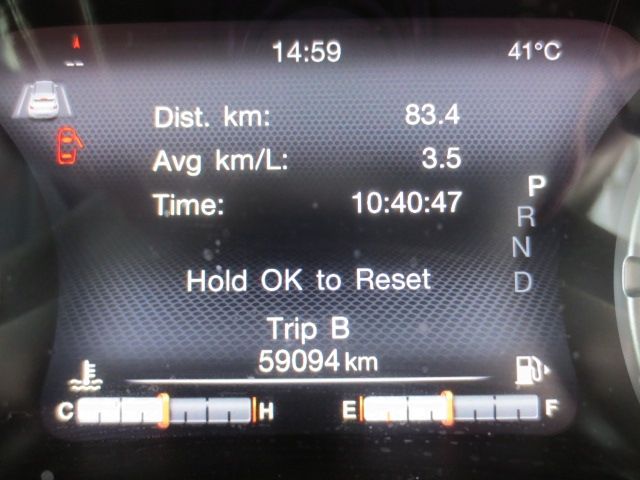 14:59 41°C
Dist. km: 83.4
Avg km/L: 3.5
Time: 10:40:47
P
R
N
D
Hold OK to Reset
Trip B
59094 km
C H E F